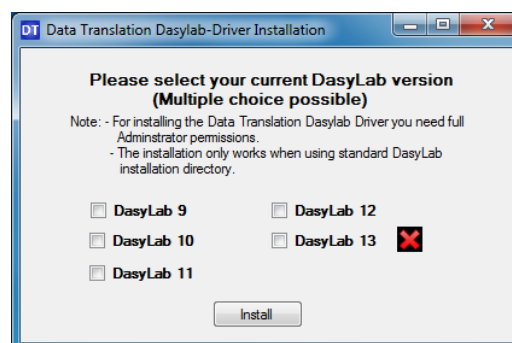 DT Data Translation Dasylab-Driver Installation
Please select your current DasyLab version
(Multiple choice possible)
Note: - For installing the Data Translation Dasylab Driver you need full
Adminstrator permissions.
- The installation only works when using standard DasyLab
installation directory.
DasyLab 9
DasyLab 12
DasyLab 10
DasyLab 13
DasyLab 11
Install